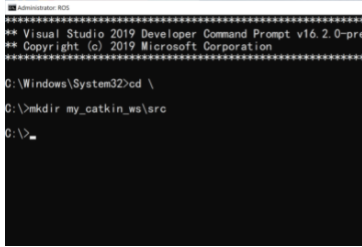 Administrator: ROS
**********************************************
** Visual Studio 2019 Developer Command Prompt v16.2.0-pre
** Copyright (c) 2019 Microsoft Corporation
**********************************************
C:\Windows\System32>cd \
C:\>mkdir my_catkin_ws\src
C:\>_